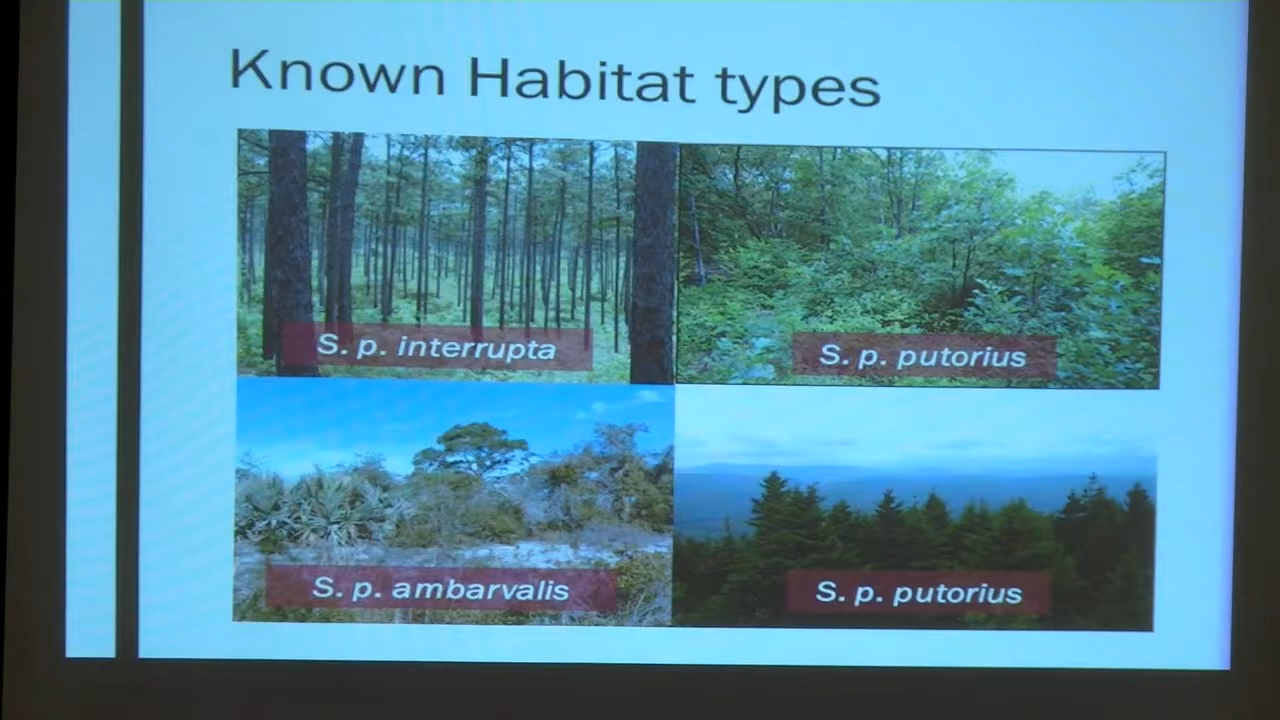 Known Habitat types
S. p. interrupta
S. p. putorius
S. p. ambarvalis
S. p. putorius